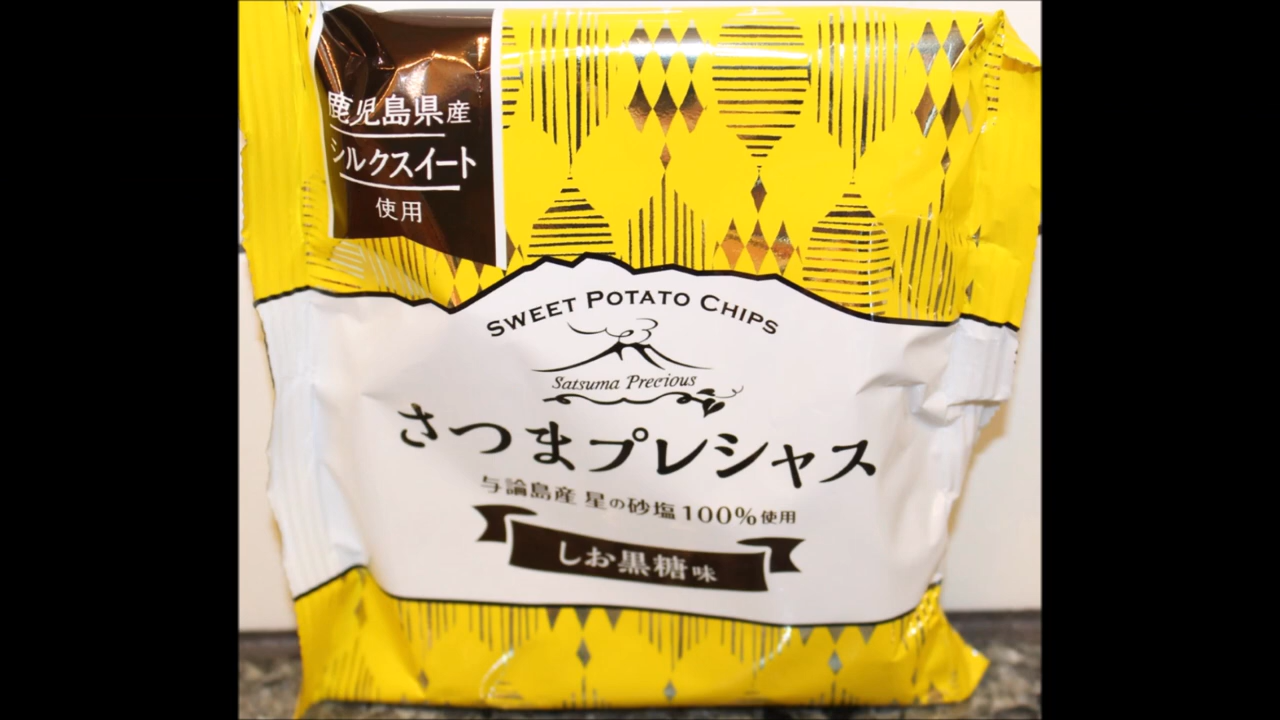 鹿児島県産
シルクスイート
使用
SWEET POTATO CHIPS
Satsuma Precious
さつまプレシャス
与論島産 星の砂塩100%使用
しお黒糖味